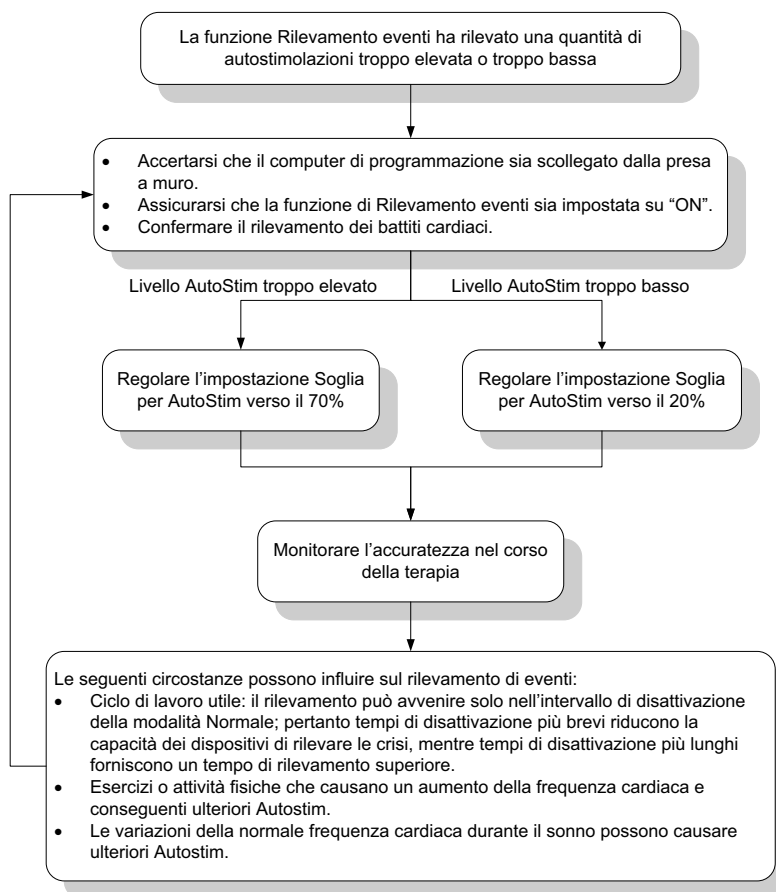 La funzione Rilevamento eventi ha rilevato una quantità di
autostimolazioni troppo elevata o troppo bassa
• Accertarsi che il computer di programmazione sia scollegato dalla presa
a muro.
• Assicurarsi che la funzione di Rilevamento eventi sia impostata su “ON”.
• Confermare il rilevamento dei battiti cardiaci.
Livello AutoStim troppo elevato
Livello AutoStim troppo basso
Regolare l’impostazione Soglia
per AutoStim verso il 70%
Regolare l’impostazione Soglia
per AutoStim verso il 20%
Monitorare l’accuratezza nel corso
della terapia
Le seguenti circostanze possono influire sul rilevamento di eventi:
• Ciclo di lavoro utile: il rilevamento può avvenire solo nell’intervallo di disattivazione
della modalità Normale; pertanto tempi di disattivazione più brevi riducono la
capacità dei dispositivi di rilevare le crisi, mentre tempi di disattivazione più lunghi
forniscono un tempo di rilevamento superiore.
• Esercizi o attività fisiche che causano un aumento della frequenza cardiaca e
conseguenti ulteriori Autostim.
• Le variazioni della normale frequenza cardiaca durante il sonno possono causare
ulteriori Autostim.